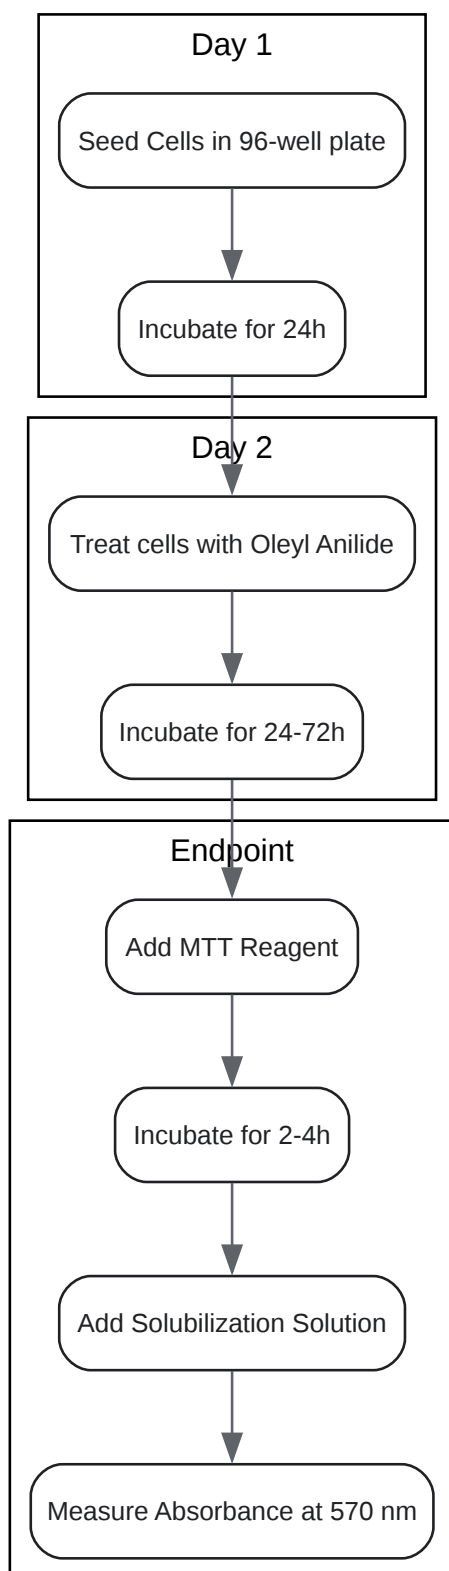 Day 1
Seed Cells in 96-well plate
Incubate for 24h
Day 2
Treat cells with Oleyl Anilide
Incubate for 24-72h
Endpoint
Add MTT Reagent
Incubate for 2-4h
Add Solubilization Solution
Measure Absorbance at 570 nm